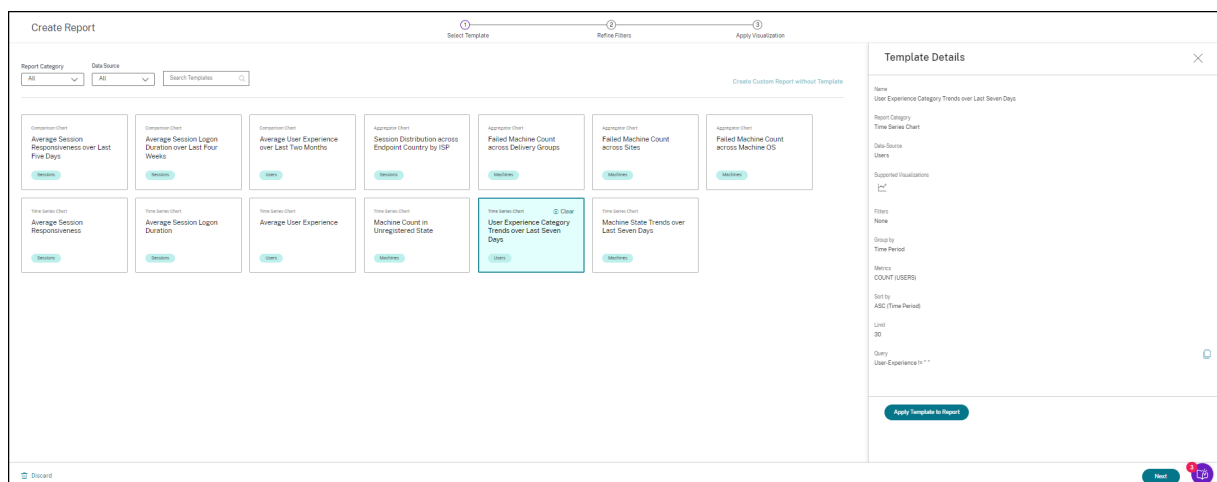 Create Report
1
2
3
Select Template
Refine Filters
Apply Visualization
Report Category
Data Source
All
All
Search Templates
Create Custom Report without Template
Comparison Chart
Average Session
Responsiveness over Last
Five Days
Sessions
Comparison Chart
Average Session Logon
Duration over Last Four
Weeks
Sessions
Comparison Chart
Average User Experience
over Last Two Months
Users
Aggregator Chart
Session Distribution across
Endpoint Country by ISP
Sessions
Aggregator Chart
Failed Machine Count
across Delivery Groups
Machines
Aggregator Chart
Failed Machine Count
across Sites
Machines
Aggregator Chart
Failed Machine Count
across Machine OS
Machines
Time Series Chart
Average Session
Responsiveness
Sessions
Time Series Chart
Average Session Logon
Duration
Sessions
Time Series Chart
Average User Experience
Users
Time Series Chart
Machine Count in
Unregistered State
Machines
Time Series Chart
Clear
User Experience Category
Trends over Last Seven
Days
Users
Time Series Chart
Machine State Trends over
Last Seven Days
Machines
Template Details
Name
User Experience Category Trends over Last Seven Days
Report Category
Time Series Chart
Data-Source
Users
Supported Visualizations
Filters
None
Group by
Time Period
Metrics
COUNT (USERS)
Sort by
ASC (Time Period)
Limit
30
Query
User-Experience != " "
Apply Template to Report
Discard
Next
3